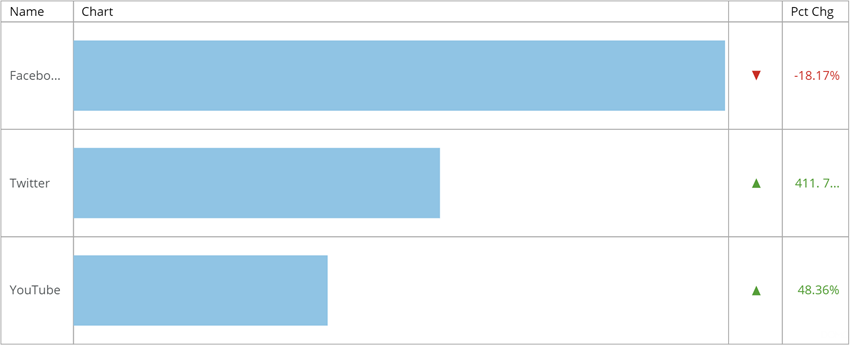 Name Chart Pct Chg
Facebo... ▼ -18.17%
Twitter ▲ 411. 7...
YouTube ▲ 48.36%